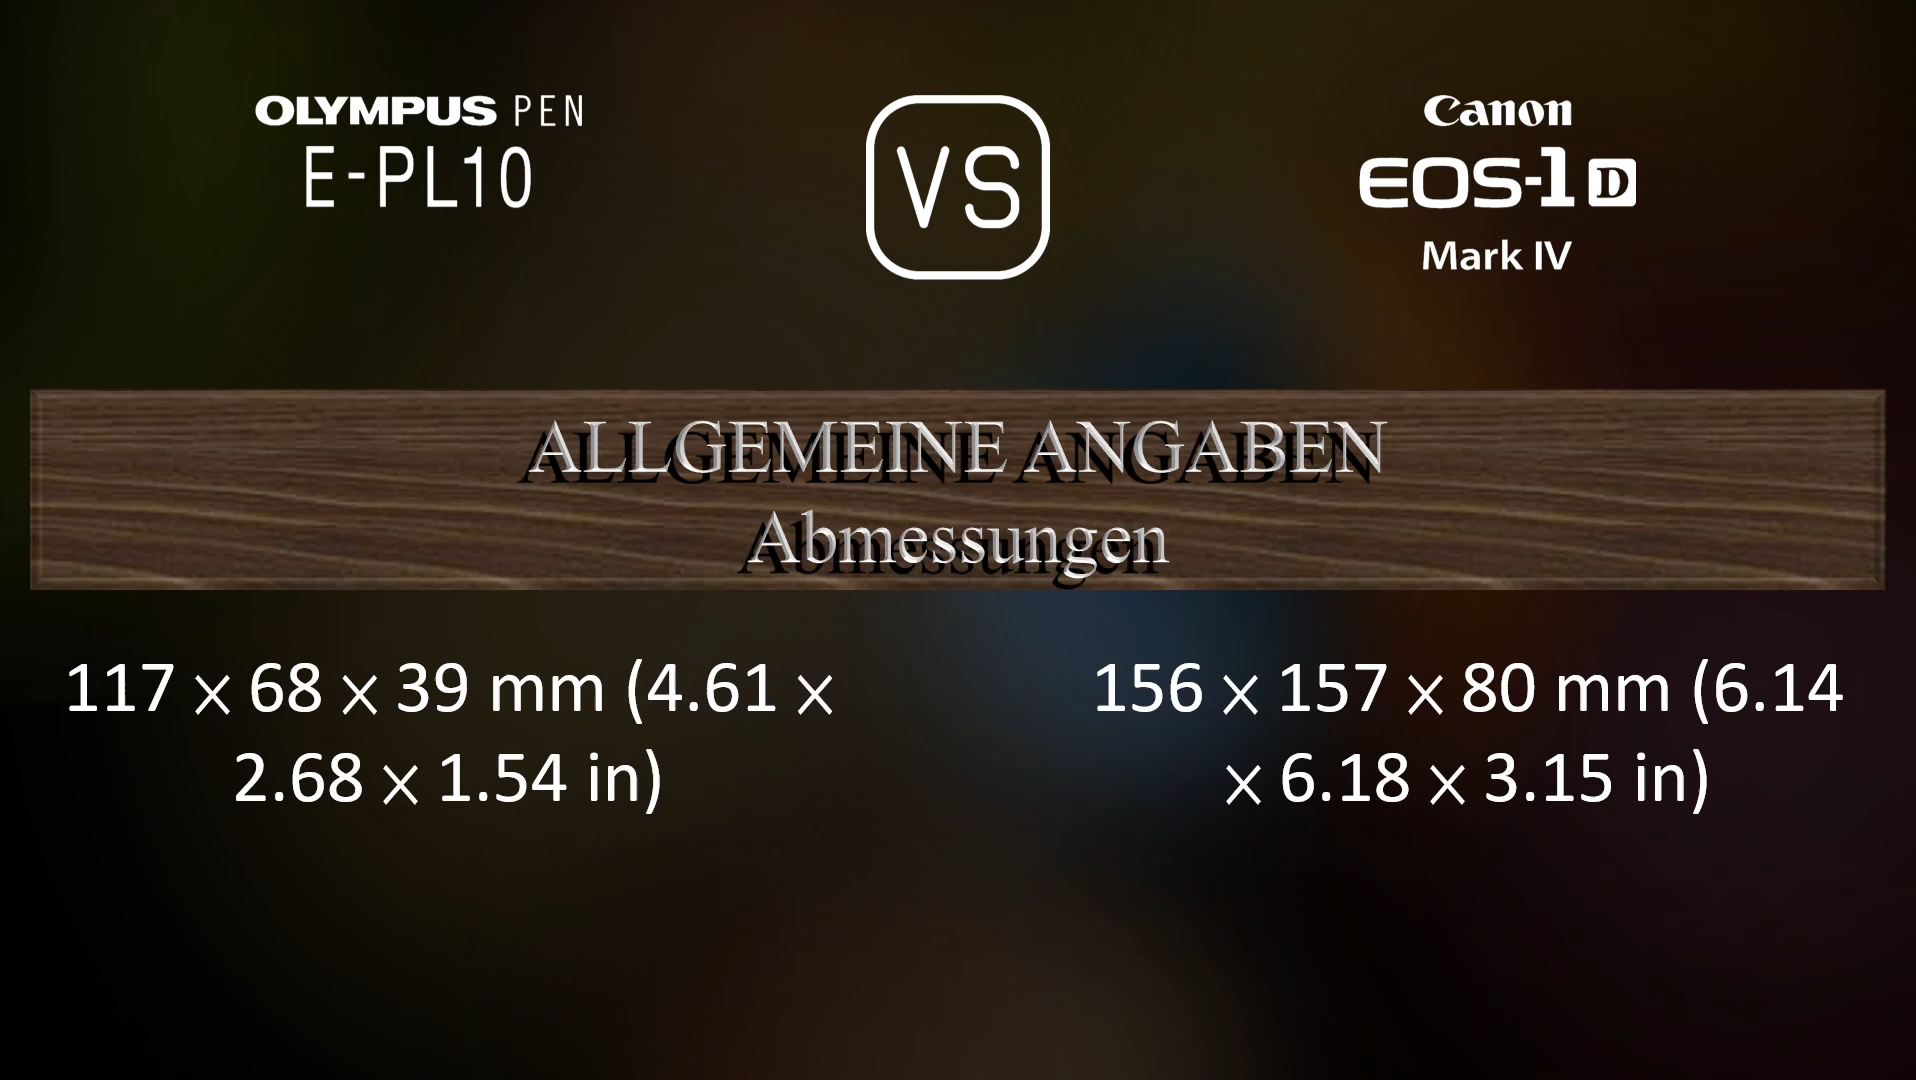 OLYMPUS PEN
E-PL10
VS
Canon
EOS-1D
Mark IV
ALLGEMEINE ANGABEN
Abmessungen
117 x 68 x 39 mm (4.61 x
2.68 x 1.54 in)
156 x 157 x 80 mm (6.14
x 6.18 x 3.15 in)